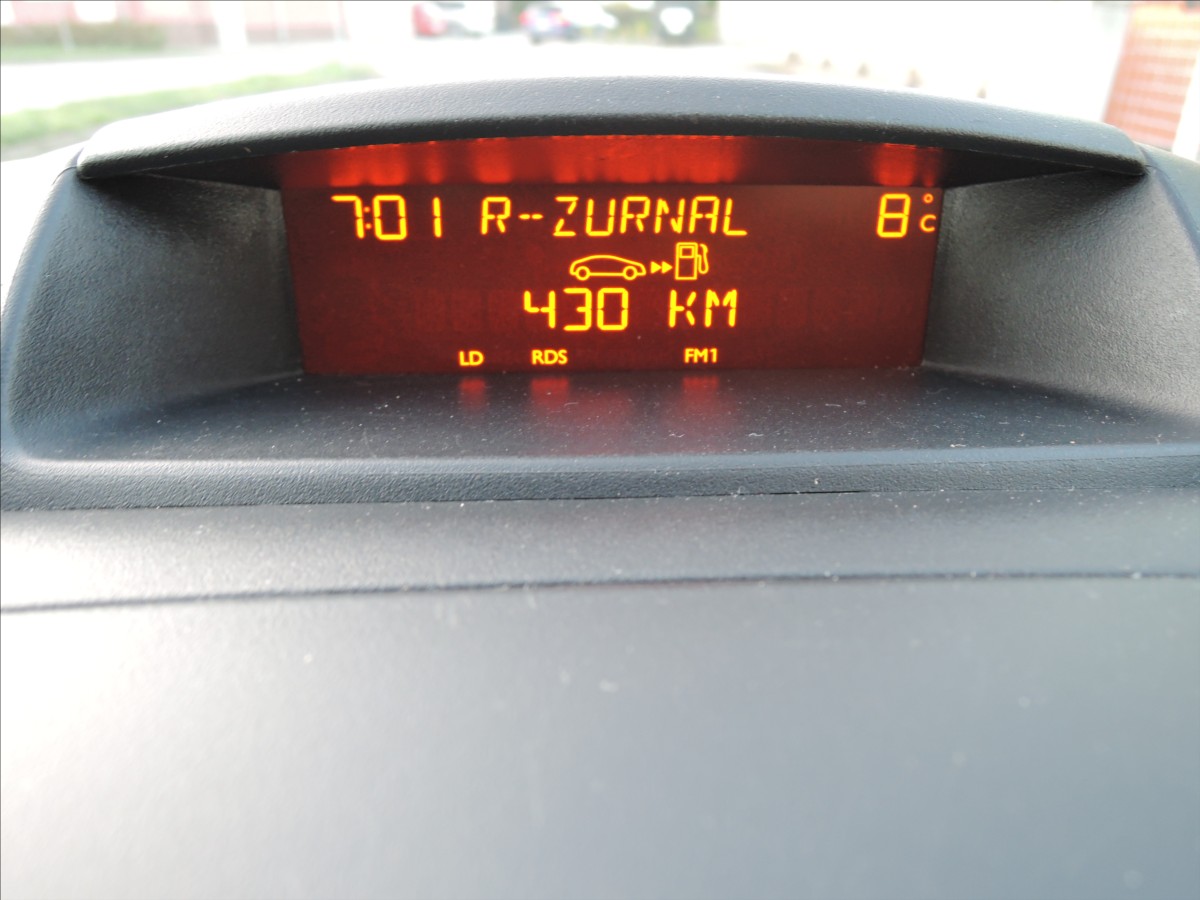 7:01 R-ZURNAL 8°C
430 KM
LD RDS FM1